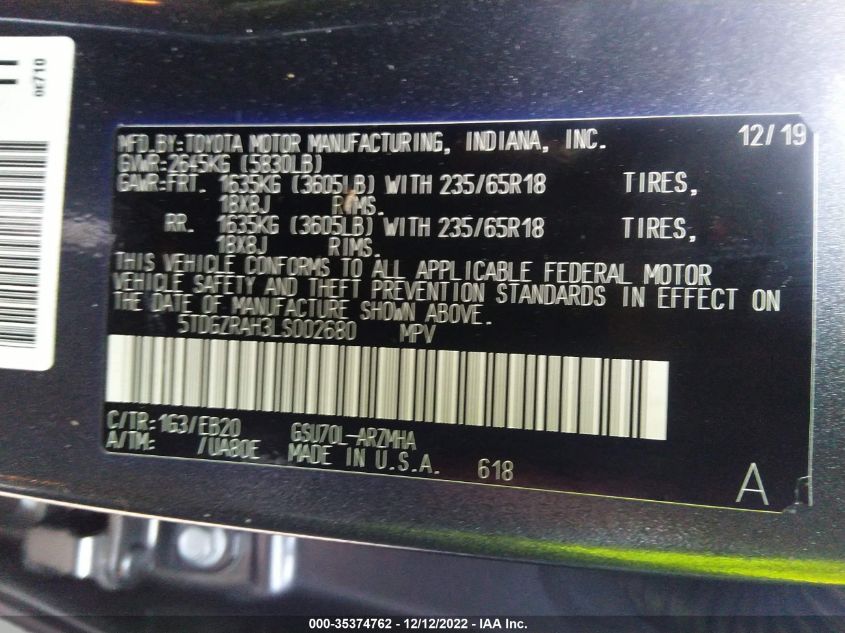 0E710
MFD.BY:TOYOTA MOTOR MANUFACTURING, INDIANA, INC. 12/19
GVWR:2645KG (5830LB)
GAWR:FRT. 1635KG (3605LB) WITH 235/65R18 TIRES,
18X8J RIMS.
RR. 1635KG (3605LB) WITH 235/65R18 TIRES,
18X8J RIMS.
THIS VEHICLE CONFORMS TO ALL APPLICABLE FEDERAL MOTOR
VEHICLE SAFETY AND THEFT PREVENTION STANDARDS IN EFFECT ON
THE DATE OF MANUFACTURE SHOWN ABOVE.
5TDGZRAH3LS002680 MPV
C/TR:1G3/EB20 GSU70L-ARZMHA
A/TM: /UA80E MADE IN U.S.A. 618
A
000-35374762 - 12/12/2022 - IAA Inc.